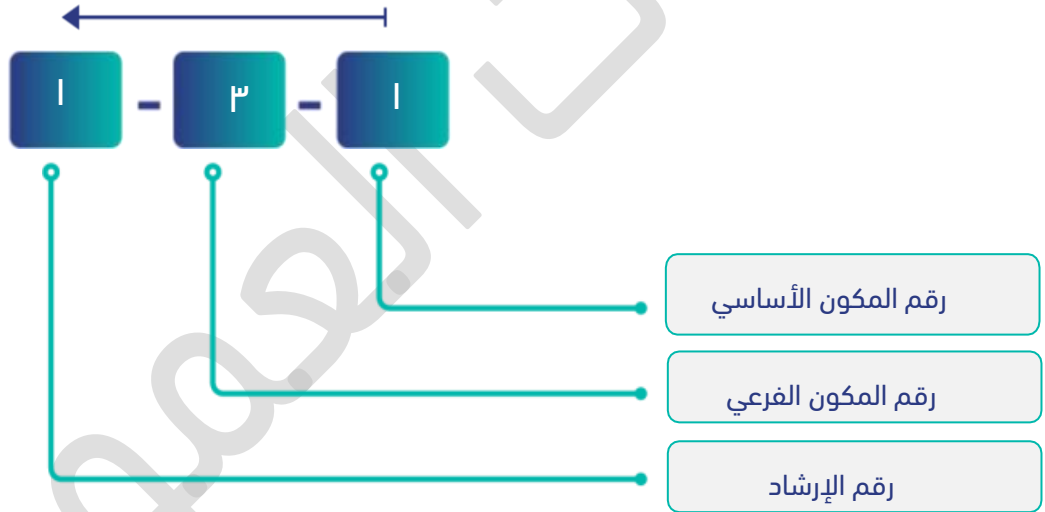 ١ - ٣ - ١
رقم المكون الأساسي
رقم المكون الفرعي
رقم الإرشاد